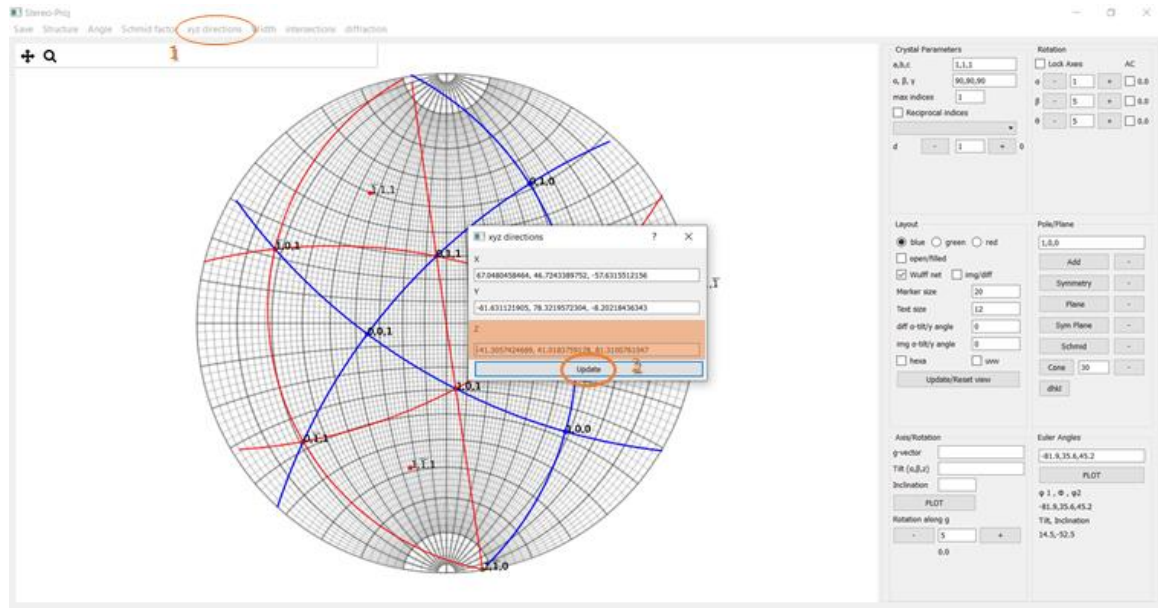 Stereo-Proj
Save Structure Angle Schmid factor xyz directions Width intersections diffraction
1
0,1,0
1,1,1
1,0,1
0,1,1
0,0,1
1,0,1
1,0,0
1,1,0
xyz directions ? ×
X
67.0480458464, 46.7243389752, -57.6315512156
Y
-81.631121905, 78.3219572304, -8.20218436343
Z
Update
2
Crystal Parameters
a,b,c 1,1,1
α, β, γ 90,90,90
max indices 1
Reciprocal indices
d - 1 + 0
Rotation
Lock Axes AC
α - 1 + 0.0
β - 5 + 0.0
θ - 5 + 0.0
Layout
blue green red
open/filled
Wulff net img/diff
Marker size 20
Text size 12
diff α-tilt/y angle 0
img α-tilt/y angle 0
hexa uvw
Update/Reset view
Pole/Plane
1,0,0
Add -
Symmetry -
Plane -
Sym Plane -
Schmid -
Cone 30 -
dhkl
Axes/Rotation
g-vector
Tilt (α,β,z)
Inclination
PLOT
Rotation along g
- 5 +
0.0
Euler Angles
-81.9,35.6,45.2
PLOT
φ 1 , Φ , φ2
-81.9,35.6,45.2
Tilt, Inclination
14.5,-52.5